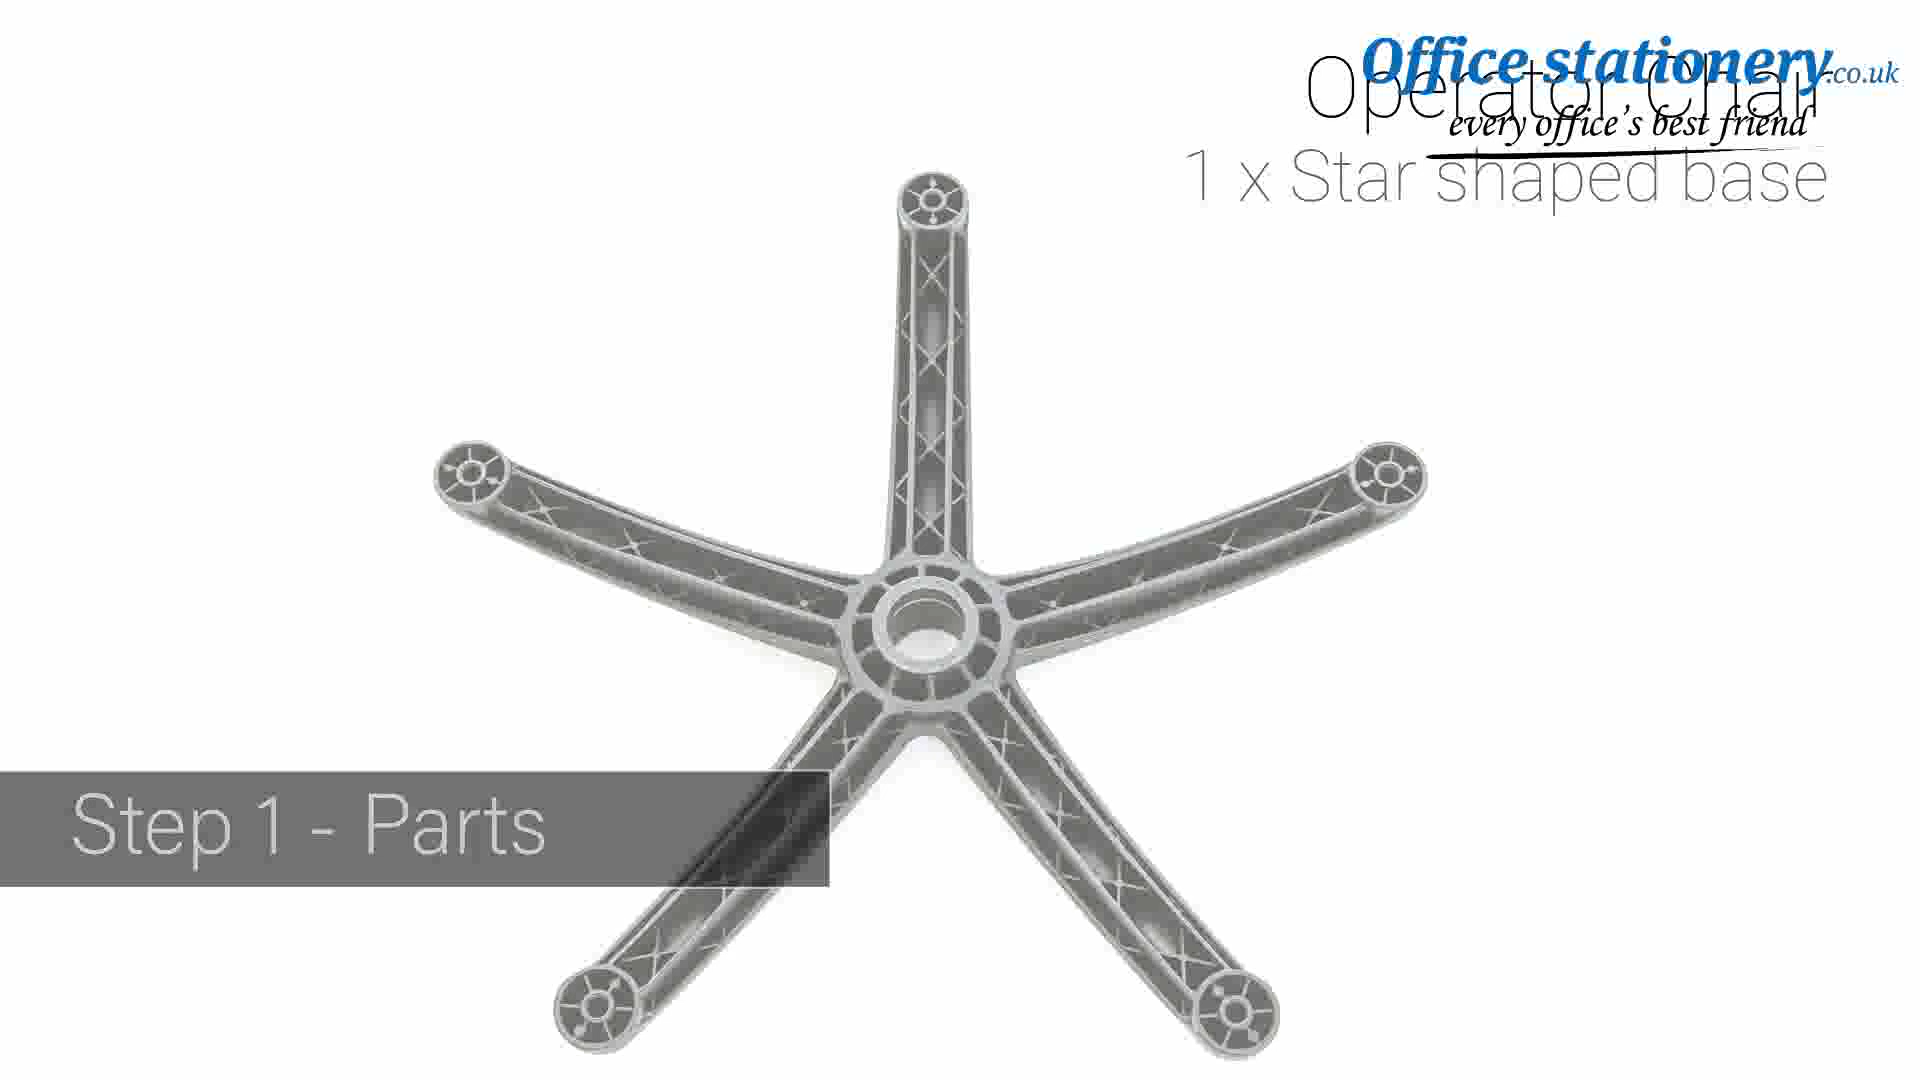 Office stationery.co.uk
Operator Chair
every office's best friend
1 x Star shaped base
Step 1 - Parts